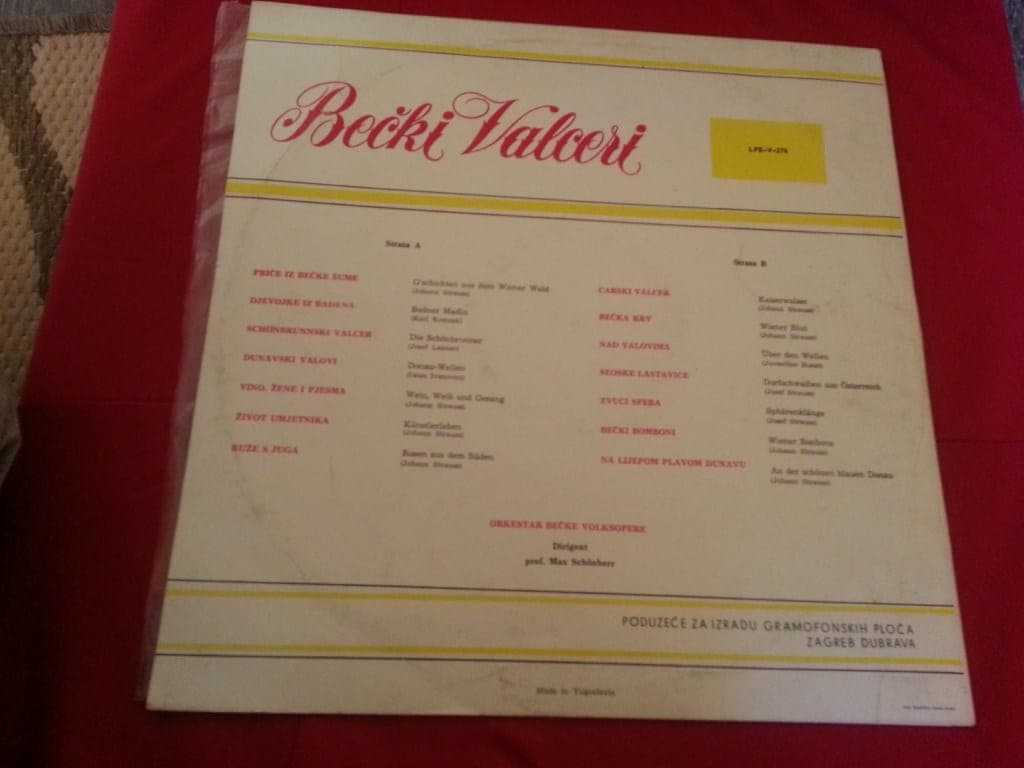 Bečki Valceri
LPE-V-276
Strana A
PRIČE IZ BEČKE ŠUME
G'schichten aus dem Wiener Wald
(Johann Strauss)
DJEVOJKE IZ BADENA
Badner Madln
(Karl Komzak)
SCHÖNBRUNNSKI VALCER
Die Schönbrunner
(Josef Lanner)
DUNAVSKI VALOVI
Donau-Wellen
(Ivan Ivanovici)
VINO, ŽENE I PJESMA
Wein, Weib und Gesang
(Johann Strauss)
ŽIVOT UMJETNIKA
Künstlerleben
(Johann Strauss)
RUŽE S JUGA
Rosen aus dem Süden
(Johann Strauss)
Strana B
CARSKI VALCER
Kaiserwalzer
(Johann Strauss)
BEČKA KRV
Wiener Blut
(Johann Strauss)
NAD VALOVIMA
Über den Wellen
(Juventino Rosas)
SEOSKE LASTAVICE
Dorfschwalben aus Österreich
(Josef Strauss)
ZVUCI SFERA
Sphärenklänge
(Josef Strauss)
BEČKI BOMBONI
Wiener Bonbons
(Johann Strauss)
NA LIJEPOM PLAVOM DUNAVU
An der schönen blauen Donau
(Johann Strauss)
ORKESTAR BEČKE VOLKSOPERE
Dirigent
prof. Max Schönherr
PODUZEĆE ZA IZRADU GRAMOFONSKIH PLOČA
ZAGREB DUBRAVA
Made in Yugoslavia